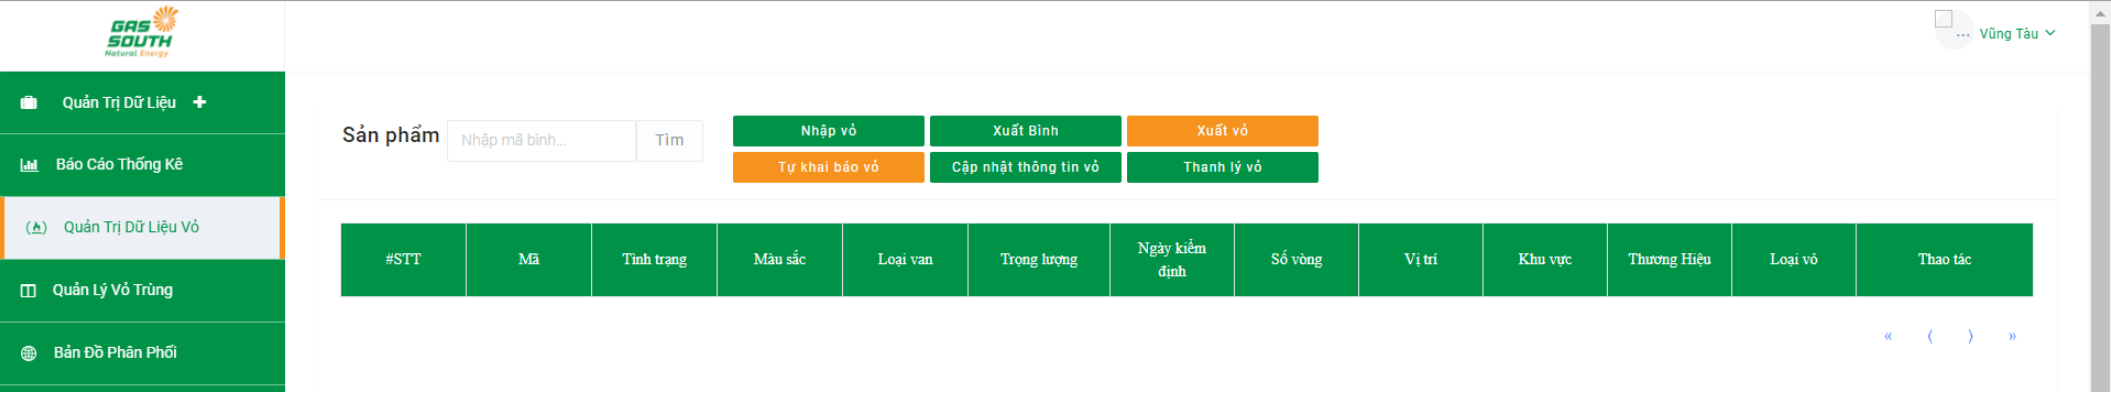 GAS
SOUTH
Natural Energy
... Vũng Tàu
Quản Trị Dữ Liệu
Báo Cáo Thống Kê
Quản Trị Dữ Liệu Vỏ
Quản Lý Vỏ Trùng
Bản Đồ Phân Phối
Sản phẩm Nhập mã bình... Tìm
Nhập vỏ Xuất Bình Xuất vỏ
Tự khai báo vỏ Cập nhật thông tin vỏ Thanh lý vỏ
#STT Mã Tình trạng Màu sắc Loại van Trọng lượng Ngày kiểm định Số vòng Vị trí Khu vực Thương Hiệu Loại vỏ Thao tác
« ⟨ ⟩ »